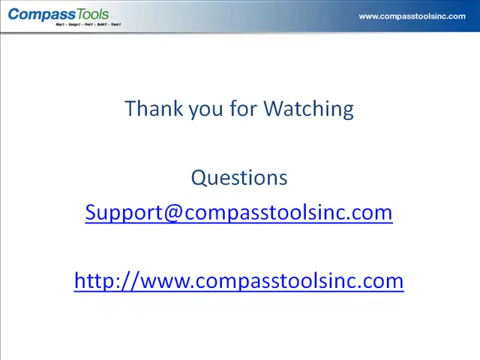 CompassTools
www.compasstoolsinc.com
Thank you for Watching
Questions
Support@compasstoolsinc.com
http://www.compasstoolsinc.com